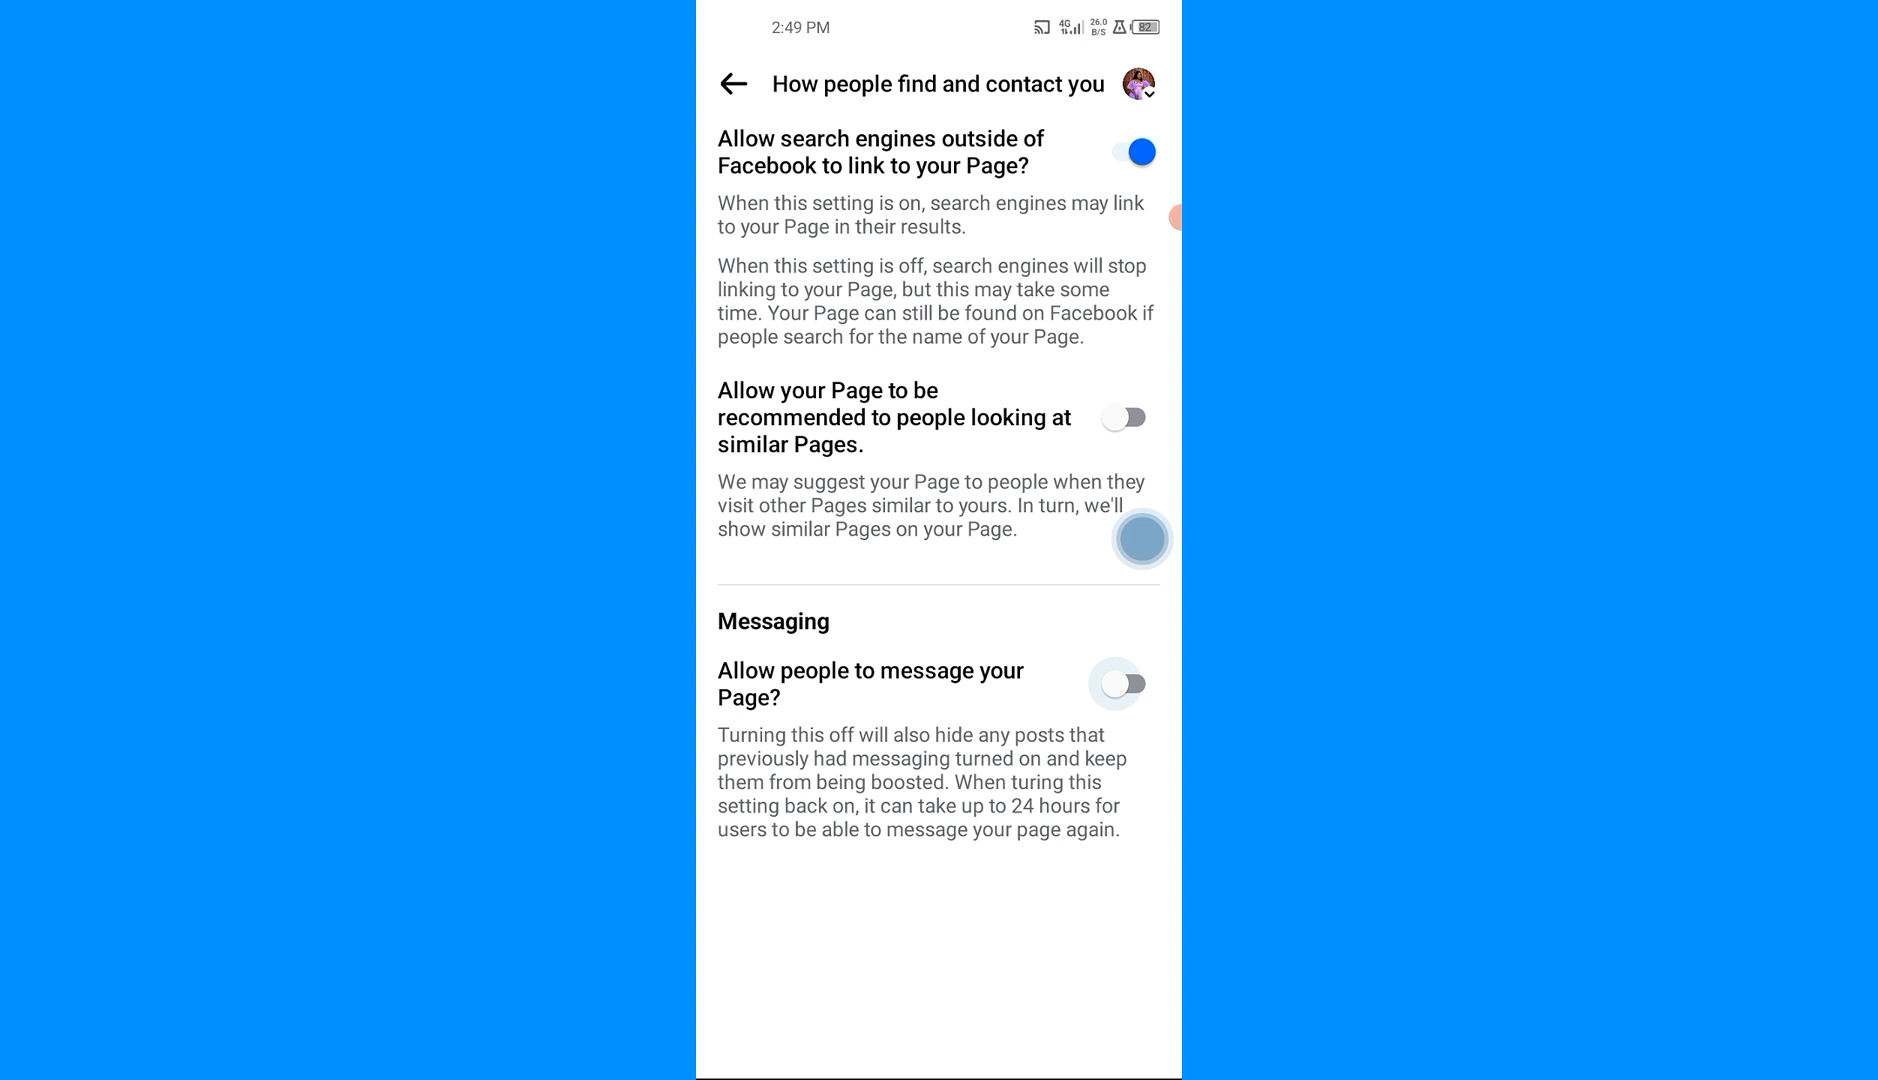 2:49 PM
4G
26.0
B/S
82
How people find and contact you
Allow search engines outside of
Facebook to link to your Page?
When this setting is on, search engines may link
to your Page in their results.
When this setting is off, search engines will stop
linking to your Page, but this may take some
time. Your Page can still be found on Facebook if
people search for the name of your Page.
Allow your Page to be
recommended to people looking at
similar Pages.
We may suggest your Page to people when they
visit other Pages similar to yours. In turn, we'll
show similar Pages on your Page.
Messaging
Allow people to message your
Page?
Turning this off will also hide any posts that
previously had messaging turned on and keep
them from being boosted. When turing this
setting back on, it can take up to 24 hours for
users to be able to message your page again.